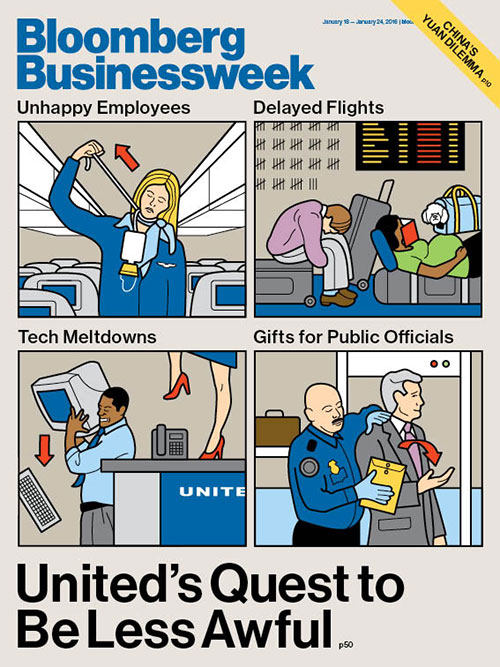 Bloomberg
Businessweek
January 18 — January 24, 2016 |
CHINA'S
YUAN DILEMMA p10
Unhappy Employees
Delayed Flights
Tech Meltdowns
Gifts for Public Officials
UNITE
United's Quest to
Be Less Awful p50